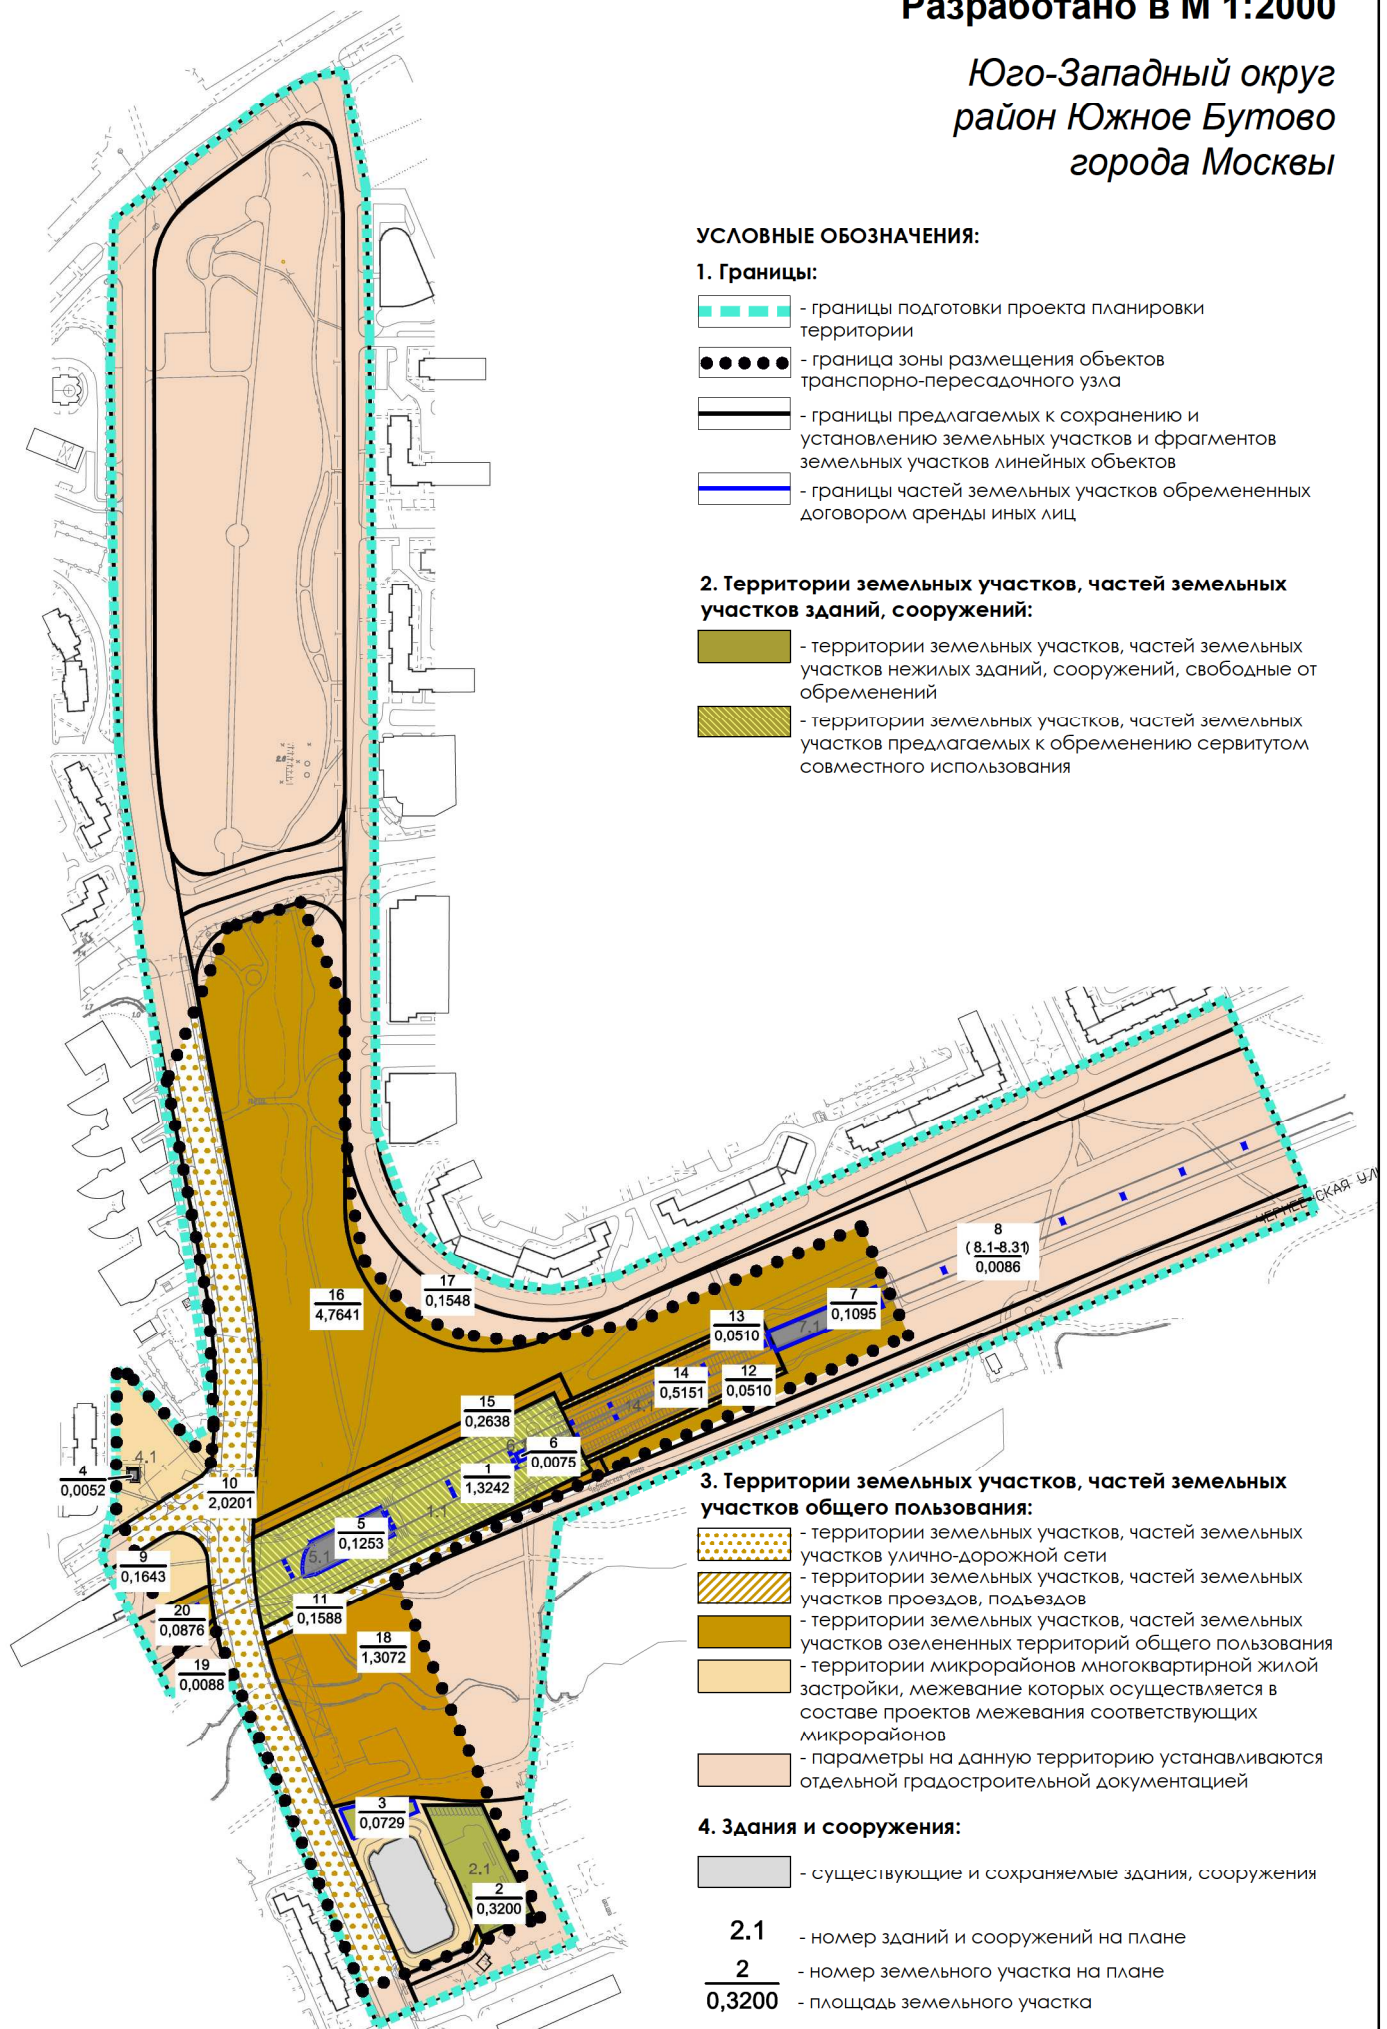 Разработано в М 1:2000
Юго-Западный округ
район Южное Бутово
города Москвы
УСЛОВНЫЕ ОБОЗНАЧЕНИЯ:
1. Границы:
- границы подготовки проекта планировки
территории
- граница зоны размещения объектов
транспорно-пересадочного узла
- границы предлагаемых к сохранению и
установлению земельных участков и фрагментов
земельных участков линейных объектов
- границы частей земельных участков обремененных
договором аренды иных лиц
2. Территории земельных участков, частей земельных
участков зданий, сооружений:
- территории земельных участков, частей земельных
участков нежилых зданий, сооружений, свободные от
обременений
- территории земельных участков, частей земельных
участков предлагаемых к обременению сервитутом
совместного использования
8
(8.1-8.31)
0,0086
17
0,1548
16
4,7641
7
0,1095
7.1
13
0,0510
14
0,5151
14.1
12
0,0510
15
0,2638
6
0,0075
1
1,3242
1.1
4.1
4
0,0052
10
2,0201
5
0,1253
5.1
9
0,1643
11
0,1588
20
0,0876
18
1,3072
19
0,0088
3
0,0729
2.1
2
0,3200
3. Территории земельных участков, частей земельных
участков общего пользования:
- территории земельных участков, частей земельных
участков улично-дорожной сети
- территории земельных участков, частей земельных
участков проездов, подъездов
- территории земельных участков, частей земельных
участков озелененных территорий общего пользования
- территории микрорайонов многоквартирной жилой
застройки, межевание которых осуществляется в
составе проектов межевания соответствующих
микрорайонов
- параметры на данную территорию устанавливаются
отдельной градостроительной документацией
4. Здания и сооружения:
- существующие и сохраняемые здания, сооружения
2.1 - номер зданий и сооружений на плане
2 - номер земельного участка на плане
0,3200 - площадь земельного участка